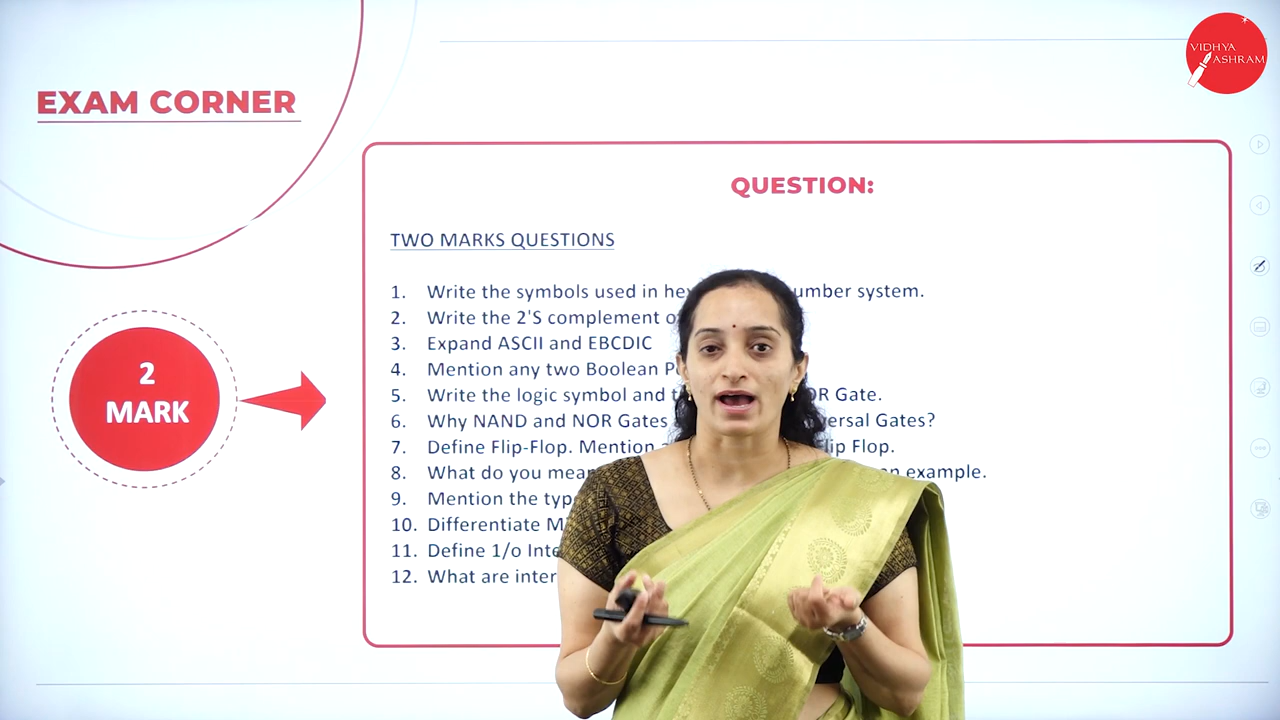 VIDHYA
ASHRAM
EXAM CORNER
QUESTION:
TWO MARKS QUESTIONS
1. Write the symbols used in umber system.
2. Write the 2'S complement
3. Expand ASCII and EBCDIC
4. Mention any two Boolean
5. Write the logic symbol and OR Gate.
6. Why NAND and NOR Gates ersal Gates?
7. Define Flip-Flop. Mention lip Flop.
8. What do you mean an example.
9. Mention the typ
10. Differentiate M
11. Define 1/o Inte
12. What are inter
2
MARK